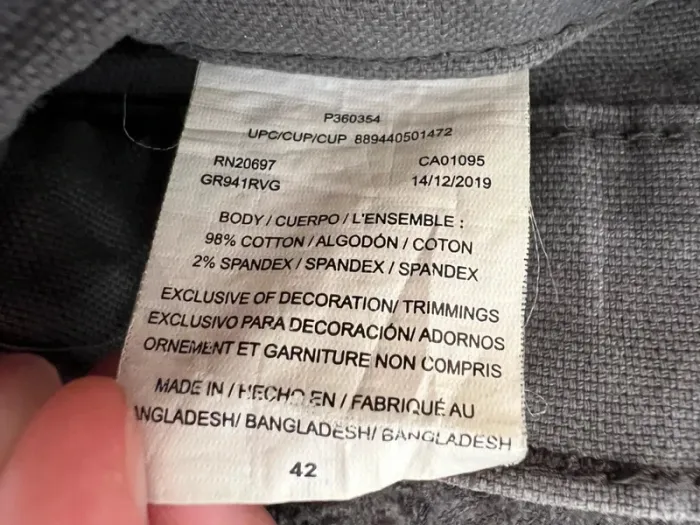 P360354
UPC/CUP/CUP 889440501472
RN20697 CA01095
GR941RVG 14/12/2019
BODY / CUERPO / L'ENSEMBLE :
98% COTTON / ALGODÓN / COTON
2% SPANDEX / SPANDEX / SPANDEX
EXCLUSIVE OF DECORATION/ TRIMMINGS
EXCLUSIVO PARA DECORACIÓN/ ADORNOS
ORNEMENT ET GARNITURE NON COMPRIS
MADE IN / HECHO EN / FABRIQUÉ AU
ANGLADESH/ BANGLADESH/ BANGLADESH
42